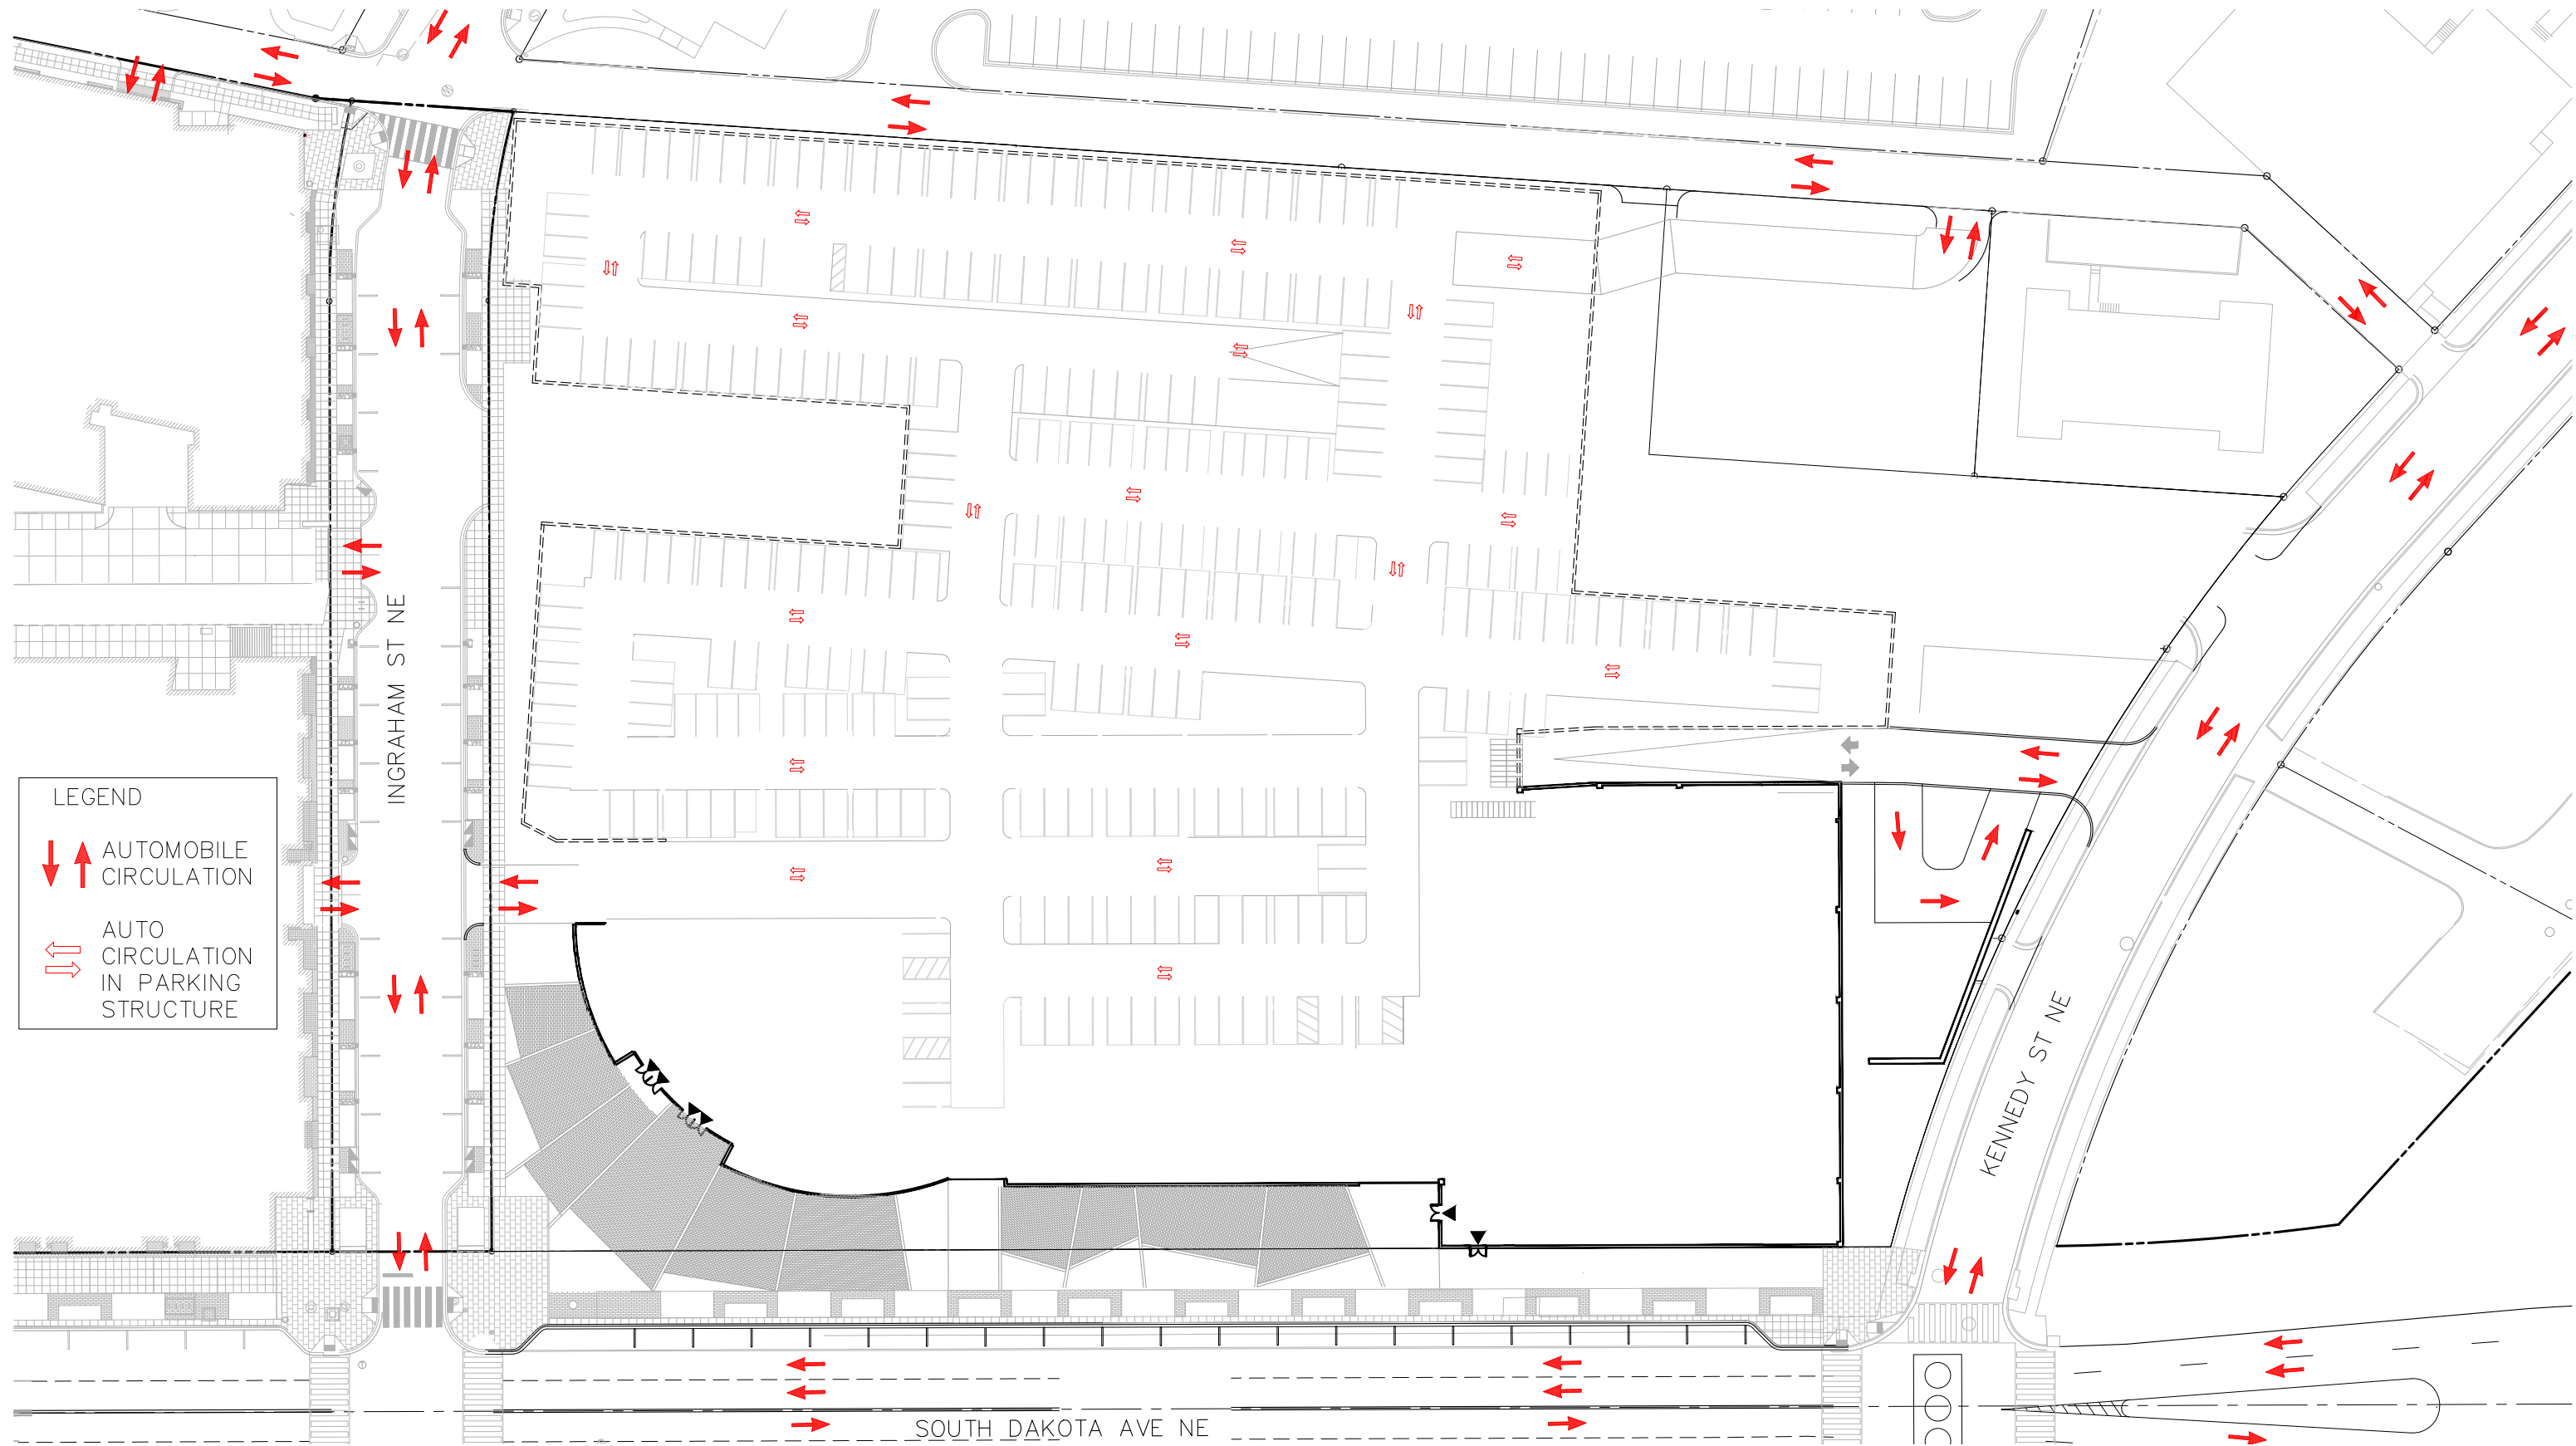 INGRAHAM ST NE
LEGEND
AUTOMOBILE
CIRCULATION
AUTO
CIRCULATION
IN PARKING
STRUCTURE
KENNEDY ST NE
SOUTH DAKOTA AVE NE